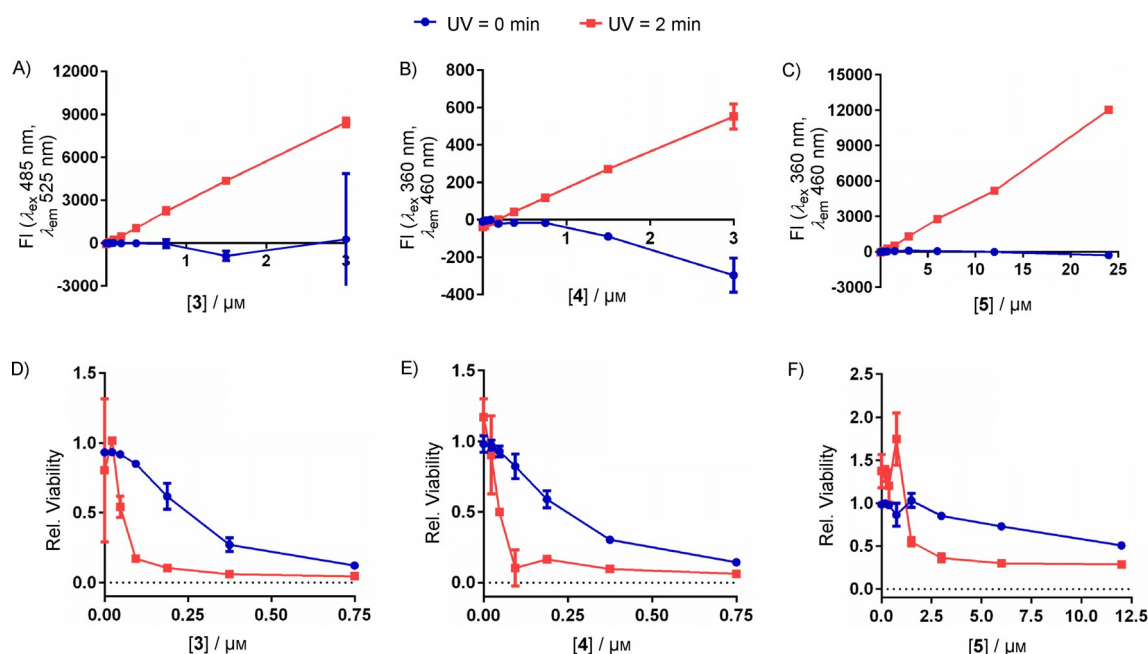 UV = 0 min UV = 2 min
A)
FI (λex 485 nm,
λem 525 nm)
12000
9000
6000
3000
0
-3000
1 2 3
[3] / μM
B)
FI (λex 360 nm,
λem 460 nm)
800
600
400
200
0
-200
-400
1 2 3
[4] / μM
C)
FI (λex 360 nm,
λem 460 nm)
15000
12000
9000
6000
3000
0
-3000
5 10 15 20 25
[5] / μM
D)
Rel. Viability
1.5
1.0
0.5
0.0
0.00 0.25 0.50 0.75
[3] / μM
E)
Rel. Viability
1.5
1.0
0.5
0.0
0.00 0.25 0.50 0.75
[4] / μM
F)
Rel. Viability
2.5
2.0
1.5
1.0
0.5
0.0
0.0 2.5 5.0 7.5 10.0 12.5
[5] / μM